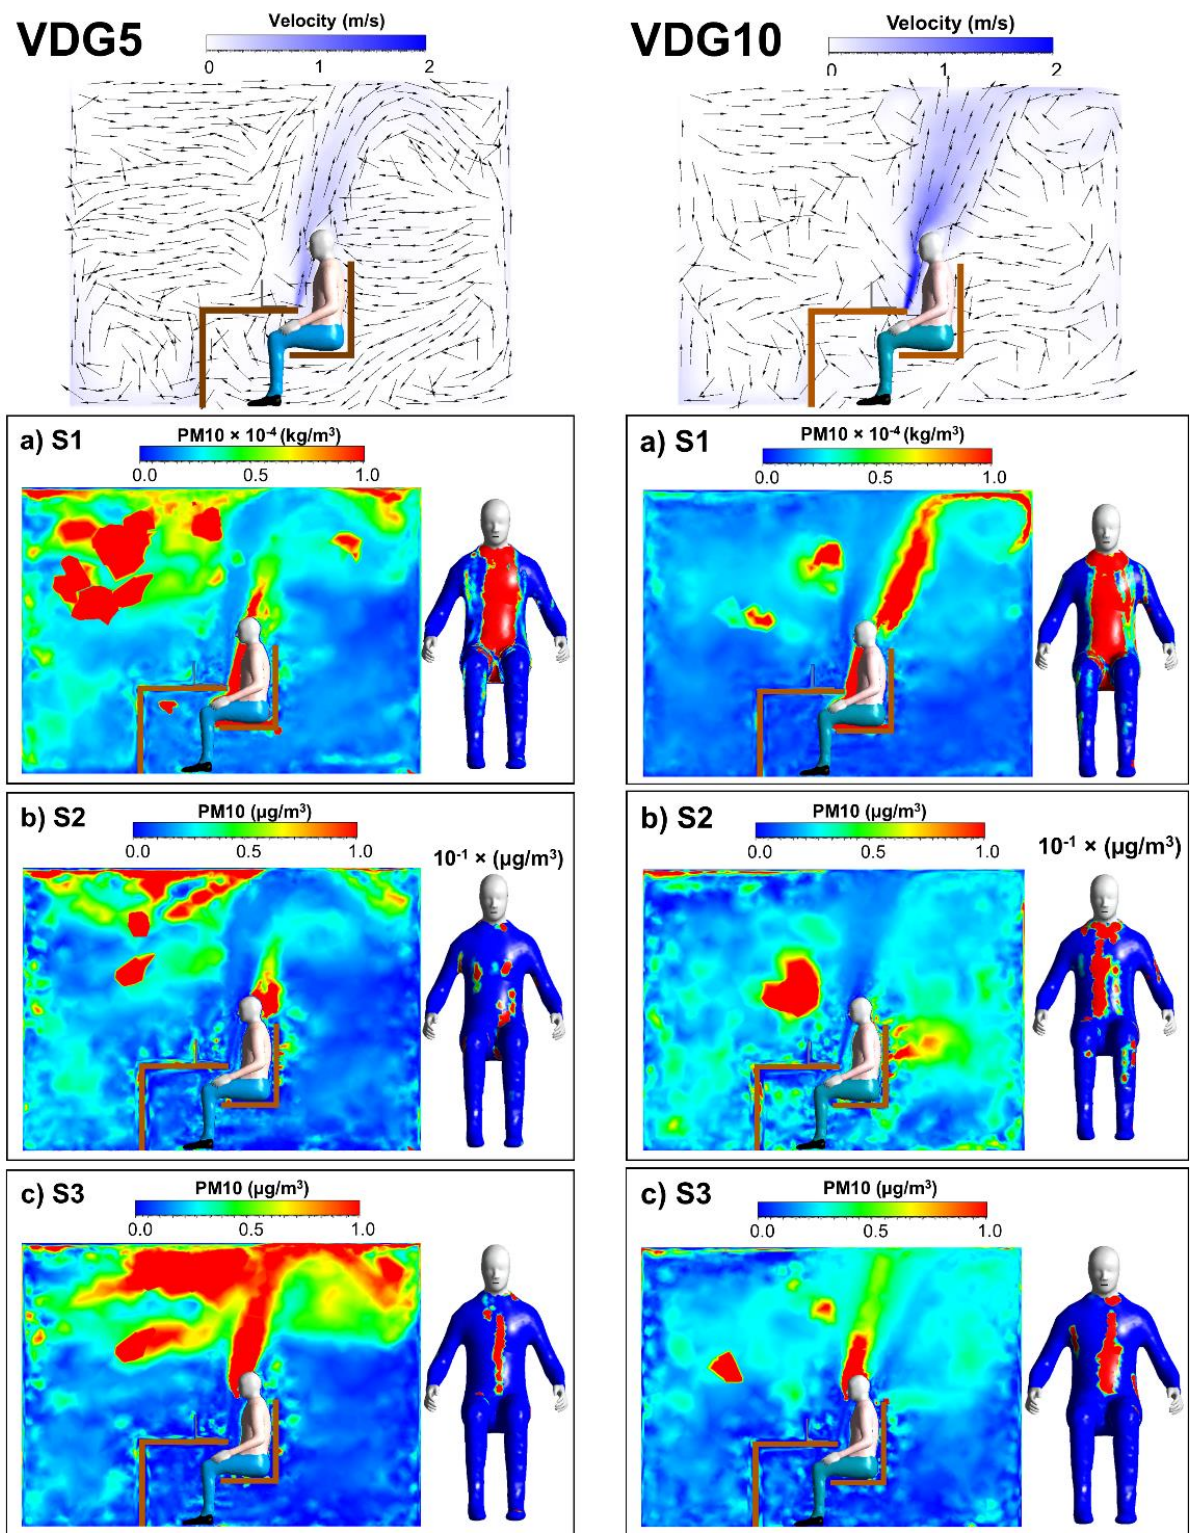 VDG5
Velocity (m/s)
0 1 2
VDG10
Velocity (m/s)
0 1 2
a) S1
PM10 × 10⁻⁴ (kg/m³)
0.0 0.5 1.0
a) S1
PM10 × 10⁻⁴ (kg/m³)
0.0 0.5 1.0
b) S2
PM10 (µg/m³)
0.0 0.5 1.0
10⁻¹ × (µg/m³)
b) S2
PM10 (µg/m³)
0.0 0.5 1.0
10⁻¹ × (µg/m³)
c) S3
PM10 (µg/m³)
0.0 0.5 1.0
c) S3
PM10 (µg/m³)
0.0 0.5 1.0